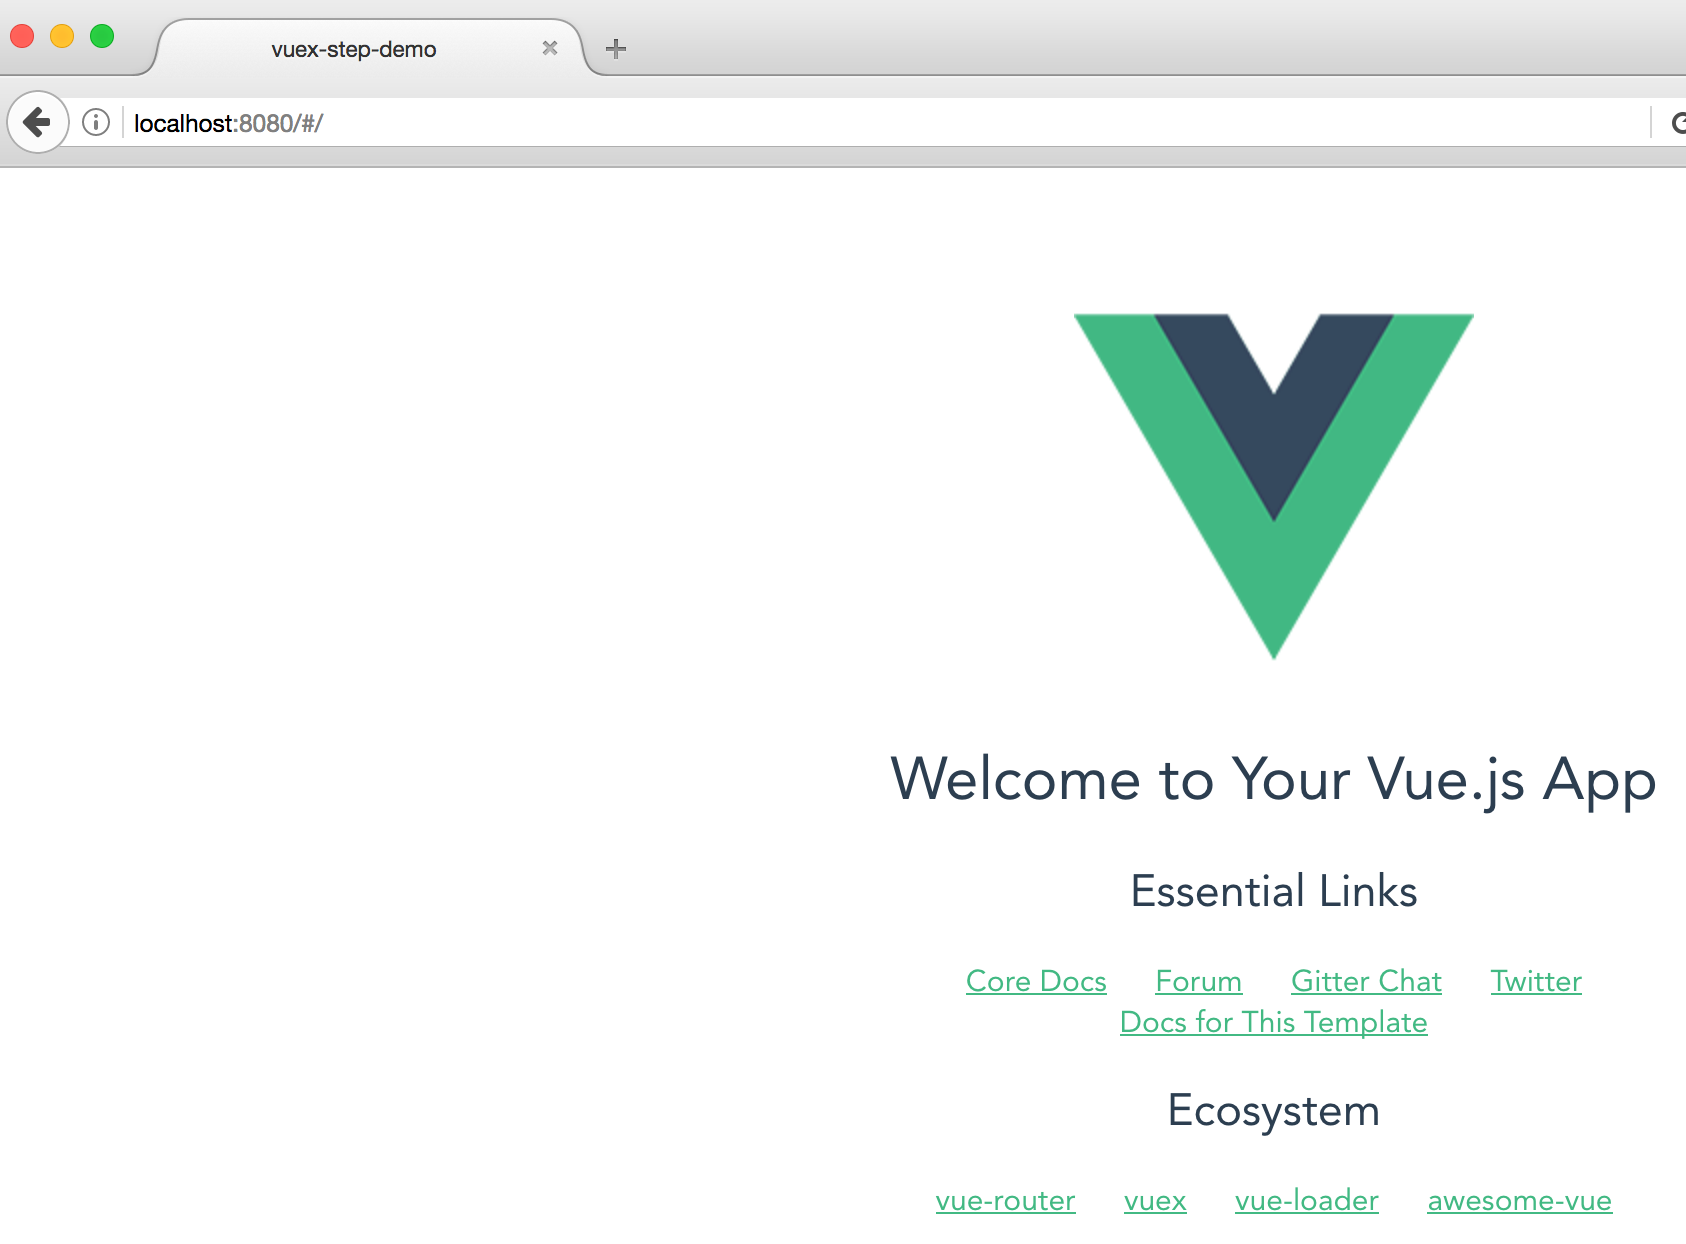 vuex-step-demo
localhost:8080/#/
Welcome to Your Vue.js App
Essential Links
Core Docs Forum Gitter Chat Twitter
Docs for This Template
Ecosystem
vue-router vuex vue-loader awesome-vue